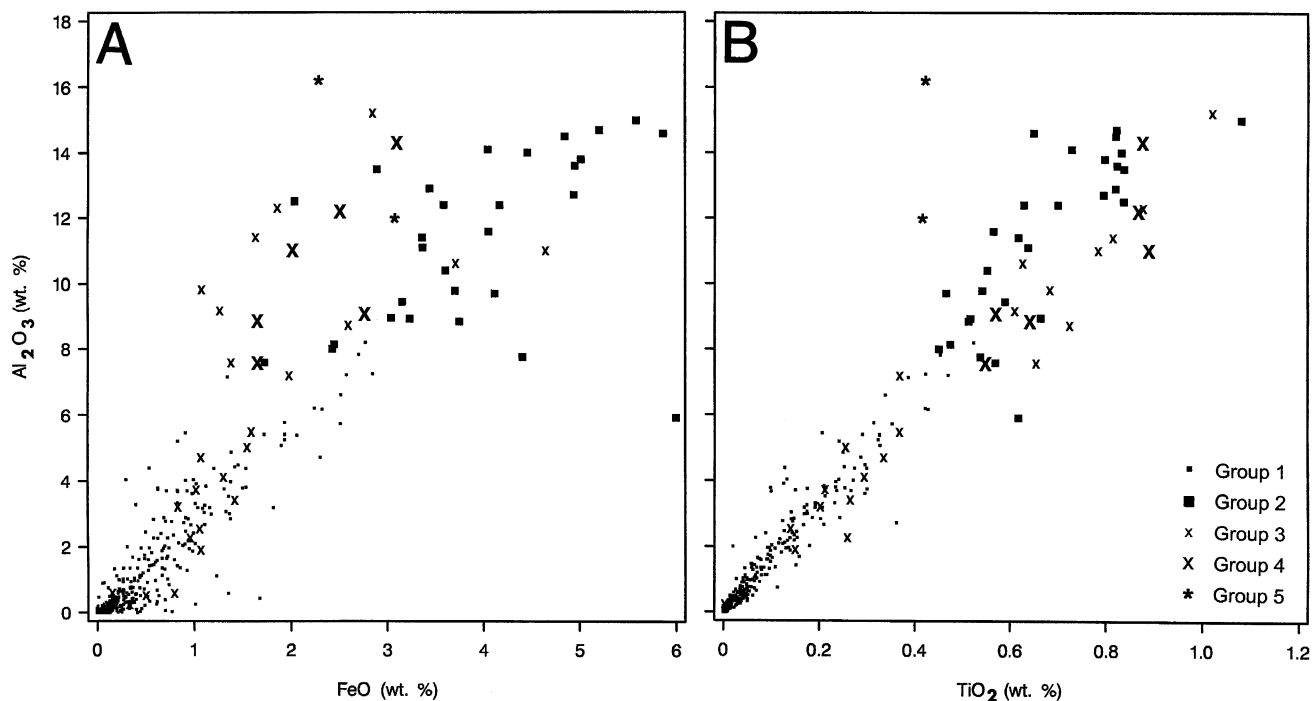 A
B
18
16
14
12
10
8
6
4
2
0
Al2O3 (wt. %)
0 1 2 3 4 5 6
FeO (wt. %)
Group 1
Group 2
Group 3
Group 4
Group 5
0 0.2 0.4 0.6 0.8 1.0 1.2
TiO2 (wt. %)